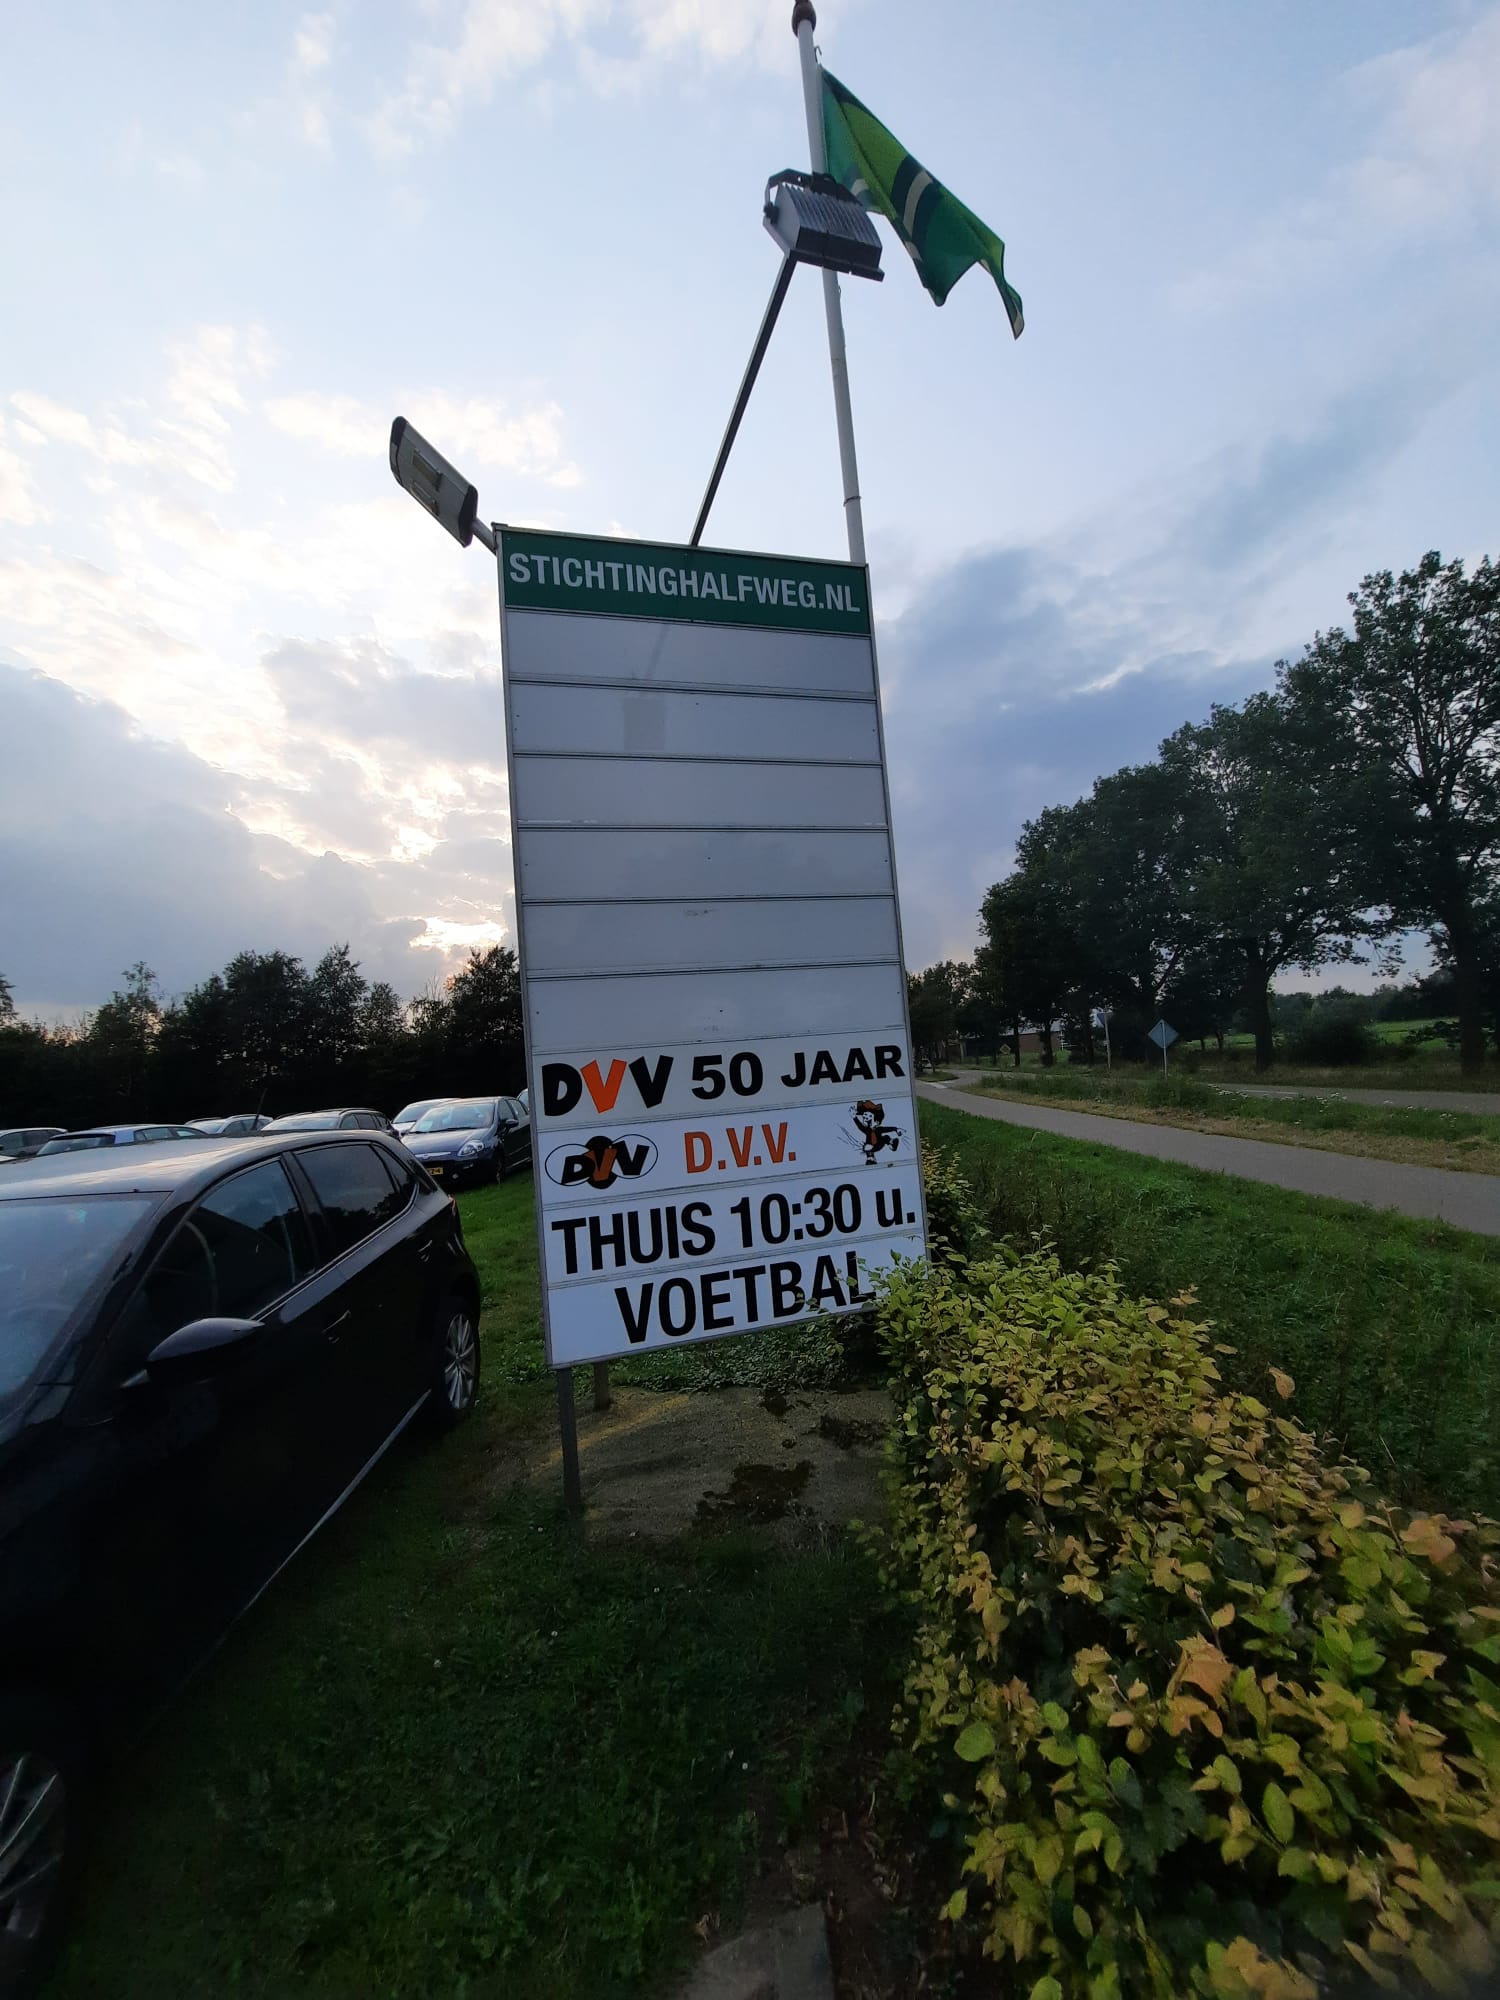 STICHTINGHALFWEG.NL
DVV 50 JAAR
DVV D.V.V.
THUIS 10:30 u.
VOETBAL